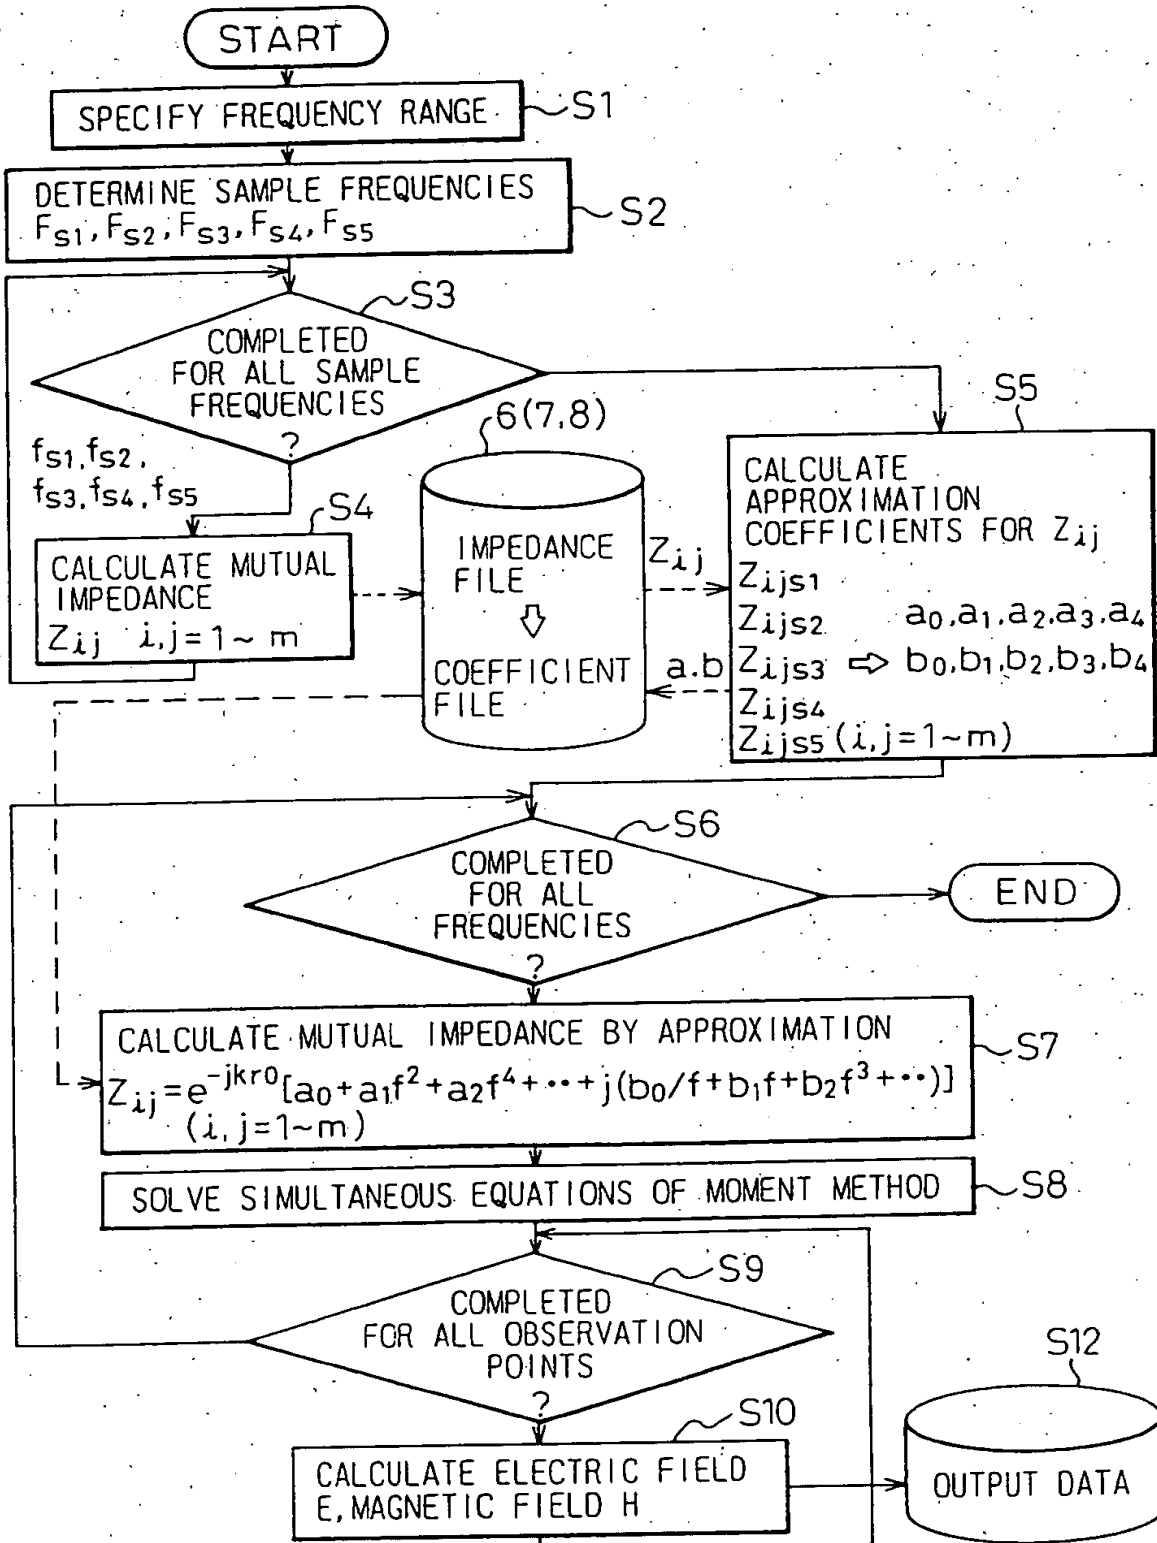 START
SPECIFY FREQUENCY RANGE
S1
DETERMINE SAMPLE FREQUENCIES
FS1, FS2, FS3, FS4, FS5
S2
S3
COMPLETED
FOR ALL SAMPLE
FREQUENCIES
?
fS1, fS2,
fS3, fS4, fS5
S4
CALCULATE MUTUAL
IMPEDANCE
Zij i, j=1~m
6(7,8)
IMPEDANCE
FILE
⇩
COEFFICIENT
FILE
Zij
a.b
S5
CALCULATE
APPROXIMATION
COEFFICIENTS FOR Zij
Zijs1
Zijs2 a0, a1, a2, a3, a4
Zijs3 ⇨ b0, b1, b2, b3, b4
Zijs4
Zijs5 (i, j=1~m)
S6
COMPLETED
FOR ALL
FREQUENCIES
?
END
CALCULATE MUTUAL IMPEDANCE BY APPROXIMATION
Zij=e^-jkr0[a0+a1f^2+a2f^4+··+j(b0/f+b1f+b2f^3+··)]
(i, j=1~m)
S7
SOLVE SIMULTANEOUS EQUATIONS OF MOMENT METHOD
S8
S9
COMPLETED
FOR ALL OBSERVATION
POINTS
?
S10
CALCULATE ELECTRIC FIELD
E, MAGNETIC FIELD H
S12
OUTPUT DATA